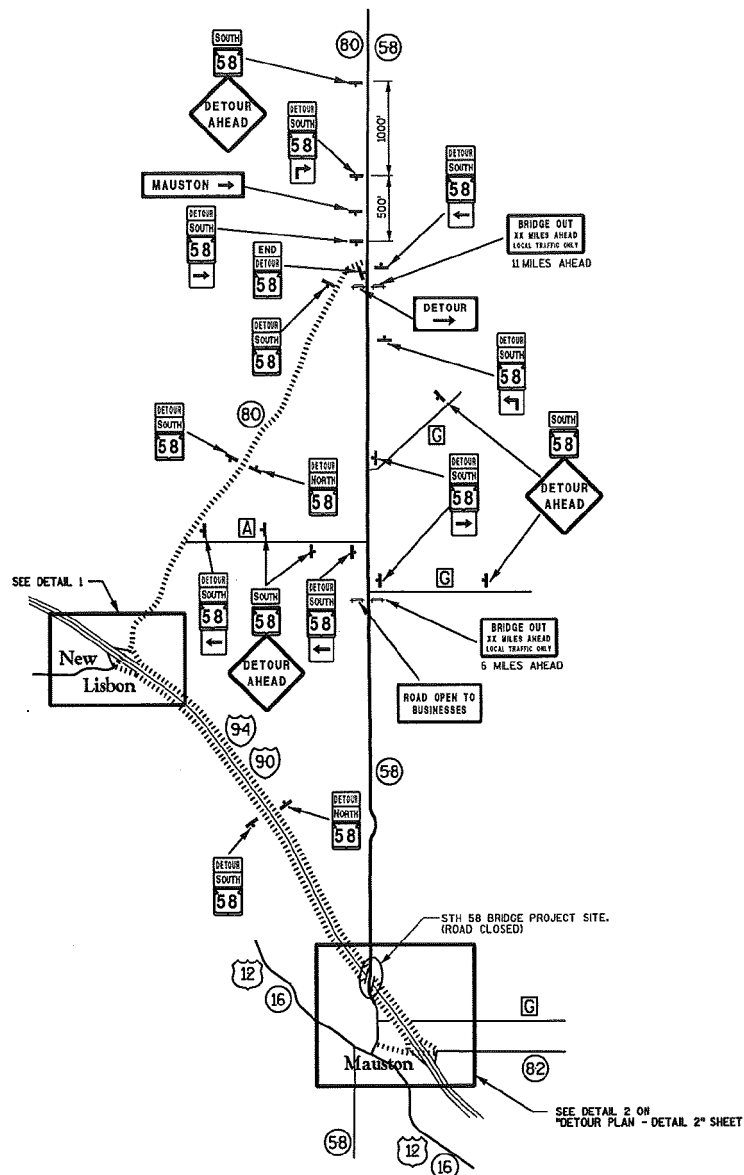 SOUTH
58
DETOUR
AHEAD
80
58
1000'
DETOUR
SOUTH
58
MAUSTON →
500'
DETOUR
SOUTH
58
DETOUR
SOUTH
58
END
DETOUR
58
BRIDGE OUT
XX MILES AHEAD
LOCAL TRAFFIC ONLY
11 MILES AHEAD
DETOUR
DETOUR
SOUTH
58
DETOUR
SOUTH
58
80
G
DETOUR
SOUTH
58
DETOUR
NORTH
58
DETOUR
SOUTH
58
SOUTH
58
DETOUR
AHEAD
A
G
SEE DETAIL 1
DETOUR
SOUTH
58
SOUTH
58
DETOUR
AHEAD
DETOUR
SOUTH
58
BRIDGE OUT
XX MILES AHEAD
LOCAL TRAFFIC ONLY
6 MILES AHEAD
New
Lisbon
ROAD OPEN TO
BUSINESSES
94
90
58
DETOUR
NORTH
58
DETOUR
SOUTH
58
STH 58 BRIDGE PROJECT SITE.
(ROAD CLOSED)
12
16
G
Mauston
82
SEE DETAIL 2 ON
"DETOUR PLAN - DETAIL 2" SHEET
58
12
16